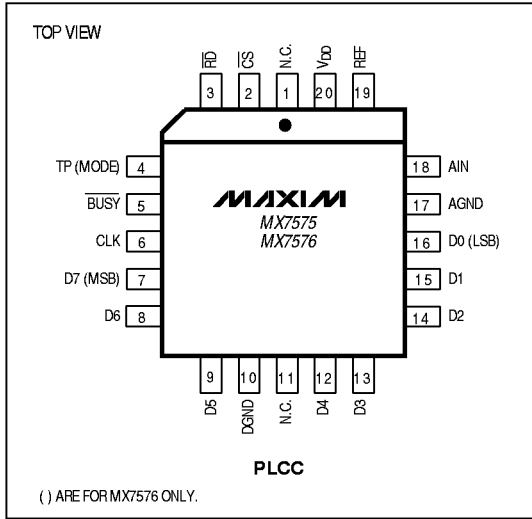 TOP VIEW
RD CS N.C. VDD REF
3 2 1 20 19
TP (MODE) 4 18 AIN
BUSY 5 17 AGND
CLK 6 16 D0 (LSB)
D7 (MSB) 7 15 D1
D6 8 14 D2
MAXIM
MX7575
MX7576
9 10 11 12 13
D5 DGND N.C. D4 D3
PLCC
( ) ARE FOR MX7576 ONLY.